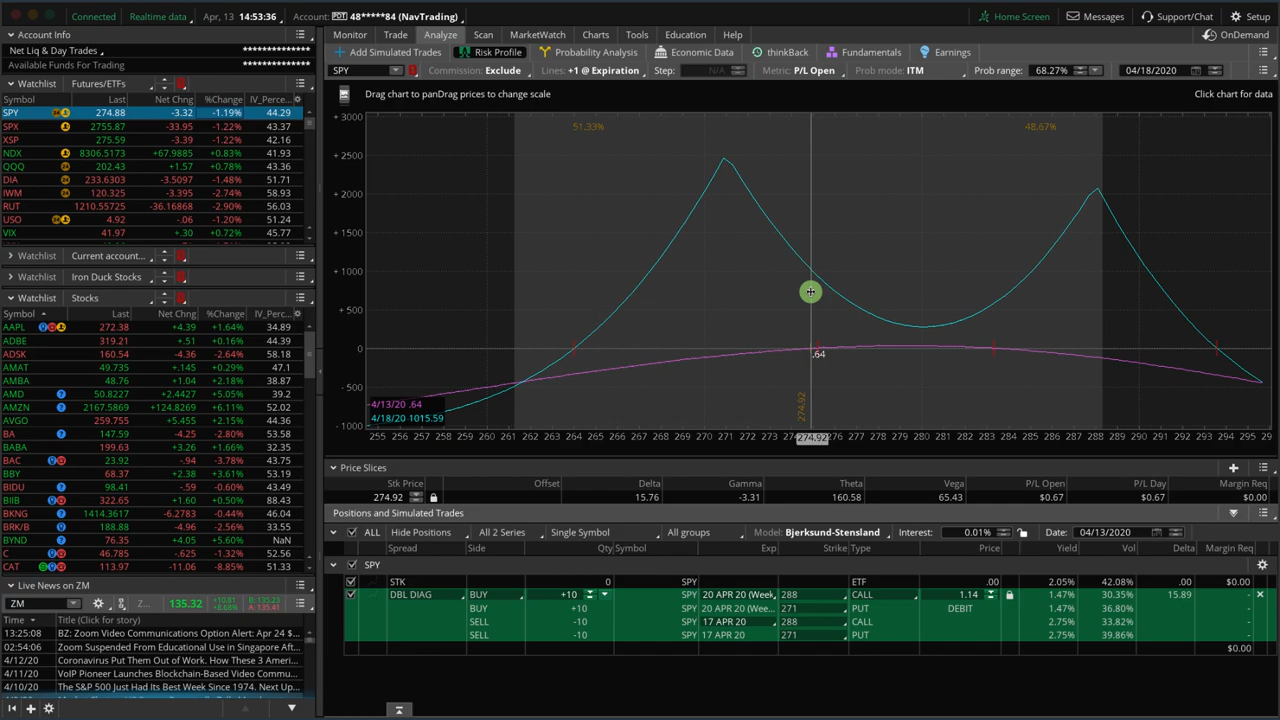 Connected Realtime data Apr, 13 14:53:36 Account: PDT 48*****84 (NavTrading) Home Screen Messages Support/Chat Setup
Account Info
Net Liq & Day Trades **************
Available Funds For Trading **************
Monitor Trade Analyze Scan MarketWatch Charts Tools Education Help OnDemand
Add Simulated Trades Risk Profile Probability Analysis Economic Data thinkBack Fundamentals Earnings
SPY Commission: Exclude Lines: +1 @ Expiration Step: N/A Metric: P/L Open Prob mode: ITM Prob range: 68.27% 04/18/2020
Drag chart to panDrag prices to change scale Click chart for data
Watchlist Futures/ETFs
Symbol Last Net Chng %Change IV_Perce...
SPY 274.88 -3.32 -1.19% 44.29
SPX 2755.87 -33.95 -1.22% 43.37
XSP 275.59 -3.39 -1.22% 42.16
NDX 8306.5173 +67.9885 +0.83% 41.93
QQQ 202.43 +1.57 +0.78% 43.36
DIA 233.6303 -3.5097 -1.48% 51.71
IWM 120.325 -3.395 -2.74% 58.93
RUT 1210.55725 -36.16868 -2.90% 56.03
USO 4.92 -.06 -1.20% 51.24
VIX 41.97 +.30 +0.72% 45.77
Watchlist Current account...
Watchlist Iron Duck Stocks
Watchlist Stocks
Symbol Last Net Chng %Change IV_Perce...
AAPL 272.38 +4.39 +1.64% 34.89
ADBE 319.21 +.51 +0.16% 44.39
ADSK 160.54 -4.36 -2.64% 58.18
AMAT 49.735 +.145 +0.29% 47.1
AMBA 48.76 +1.04 +2.18% 38.87
AMD 50.8227 +2.4427 +5.05% 39.2
AMZN 2167.5869 +124.8269 +6.11% 52.02
AVGO 259.755 +5.455 +2.15% 44.36
BA 147.50 -4.25 -2.80% 53.58
BABA 199.63 +3.26 +1.66% 32.35
BAC 23.92 -.94 -3.78% 43.75
BBY 68.37 +2.38 +3.61% 53.19
BIDU 98.41 -.59 -0.60% 43.49
BIIB 322.65 +1.60 +0.50% 88.43
BKNG 1414.3617 -6.2783 -0.44% 46.04
BRK/B 188.88 -4.96 -2.56% 33.55
BYND 76.35 +4.05 +5.60% NaN
C 46.785 -.625 -1.32% 52.56
CAT 113.97 -11.06 -8.85% 51.33
Live News on ZM
ZM Z... 135.32 +10.81 +8.68% B: 135.23 A: 135.41
Time Title (Click for story)
13:25:08 BZ: Zoom Video Communications Option Alert: Apr 24 $...
02:54:06 Zoom Suspended From Educational Use in Singapore Aft...
4/12/20 Coronavirus Put Them Out of Work. How These 3 Ameri...
4/11/20 VoIP Pioneer Launches Blockchain-Based Video Commu...
4/10/20 The S&P 500 Just Had Its Best Week Since 1974. Next Up...
+ 3000
+ 2500
+ 2000
+ 1500
+ 1000
+ 500
0
- 500
- 1000
51.33% 48.67%
.64
274.92
4/13/20 .64
4/18/20 1015.59
255 256 257 258 259 260 261 262 263 264 265 266 267 268 269 270 271 272 273 274.92 276 277 278 279 280 281 282 283 284 285 286 287 288 289 290 291 292 293 294 295 29
Price Slices
Stk Price Offset Delta Gamma Theta Vega P/L Open P/L Day Margin Req
274.92 15.76 -3.31 160.58 65.43 $0.67 $0.67 $0.00
Positions and Simulated Trades
ALL Hide Positions All 2 Series Single Symbol All groups Model: Bjerksund-Stensland Interest: 0.01% Date: 04/13/2020
Spread Side Qty Symbol Exp Strike Type Price Yield Vol Delta Margin Req
SPY
STK 0 SPY ETF .00 2.05% 42.08% .00 $0.00
DBL DIAG BUY +10 SPY 20 APR 20 (Week 288 CALL 1.14 1.47% 30.35% 15.89 -
BUY +10 SPY 20 APR 20 (Wee... 271 PUT DEBIT 1.47% 36.80% -
SELL -10 SPY 17 APR 20 288 CALL 2.75% 33.82% -
SELL -10 SPY 17 APR 20 271 PUT 2.75% 39.86% -
$0.00